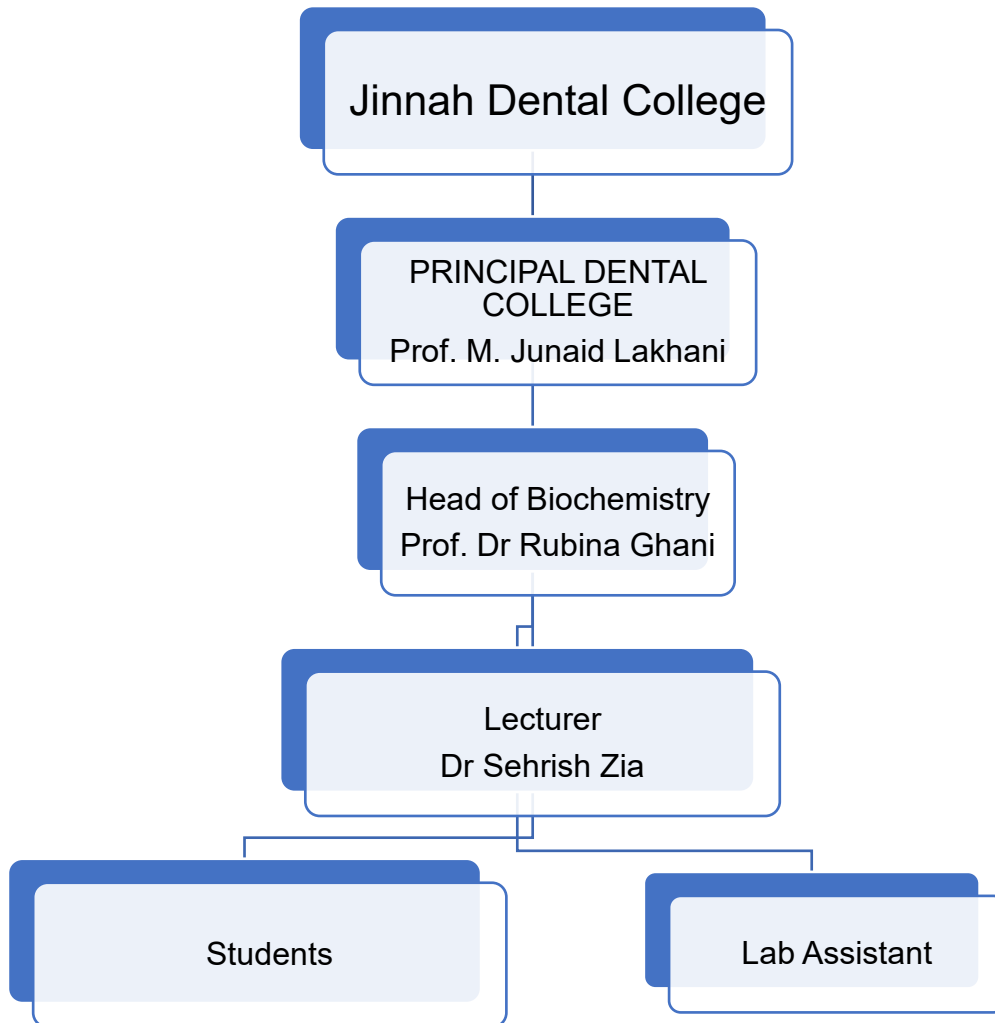 Jinnah Dental College
PRINCIPAL DENTAL
COLLEGE
Prof. M. Junaid Lakhani
Head of Biochemistry
Prof. Dr Rubina Ghani
Lecturer
Dr Sehrish Zia
Students
Lab Assistant